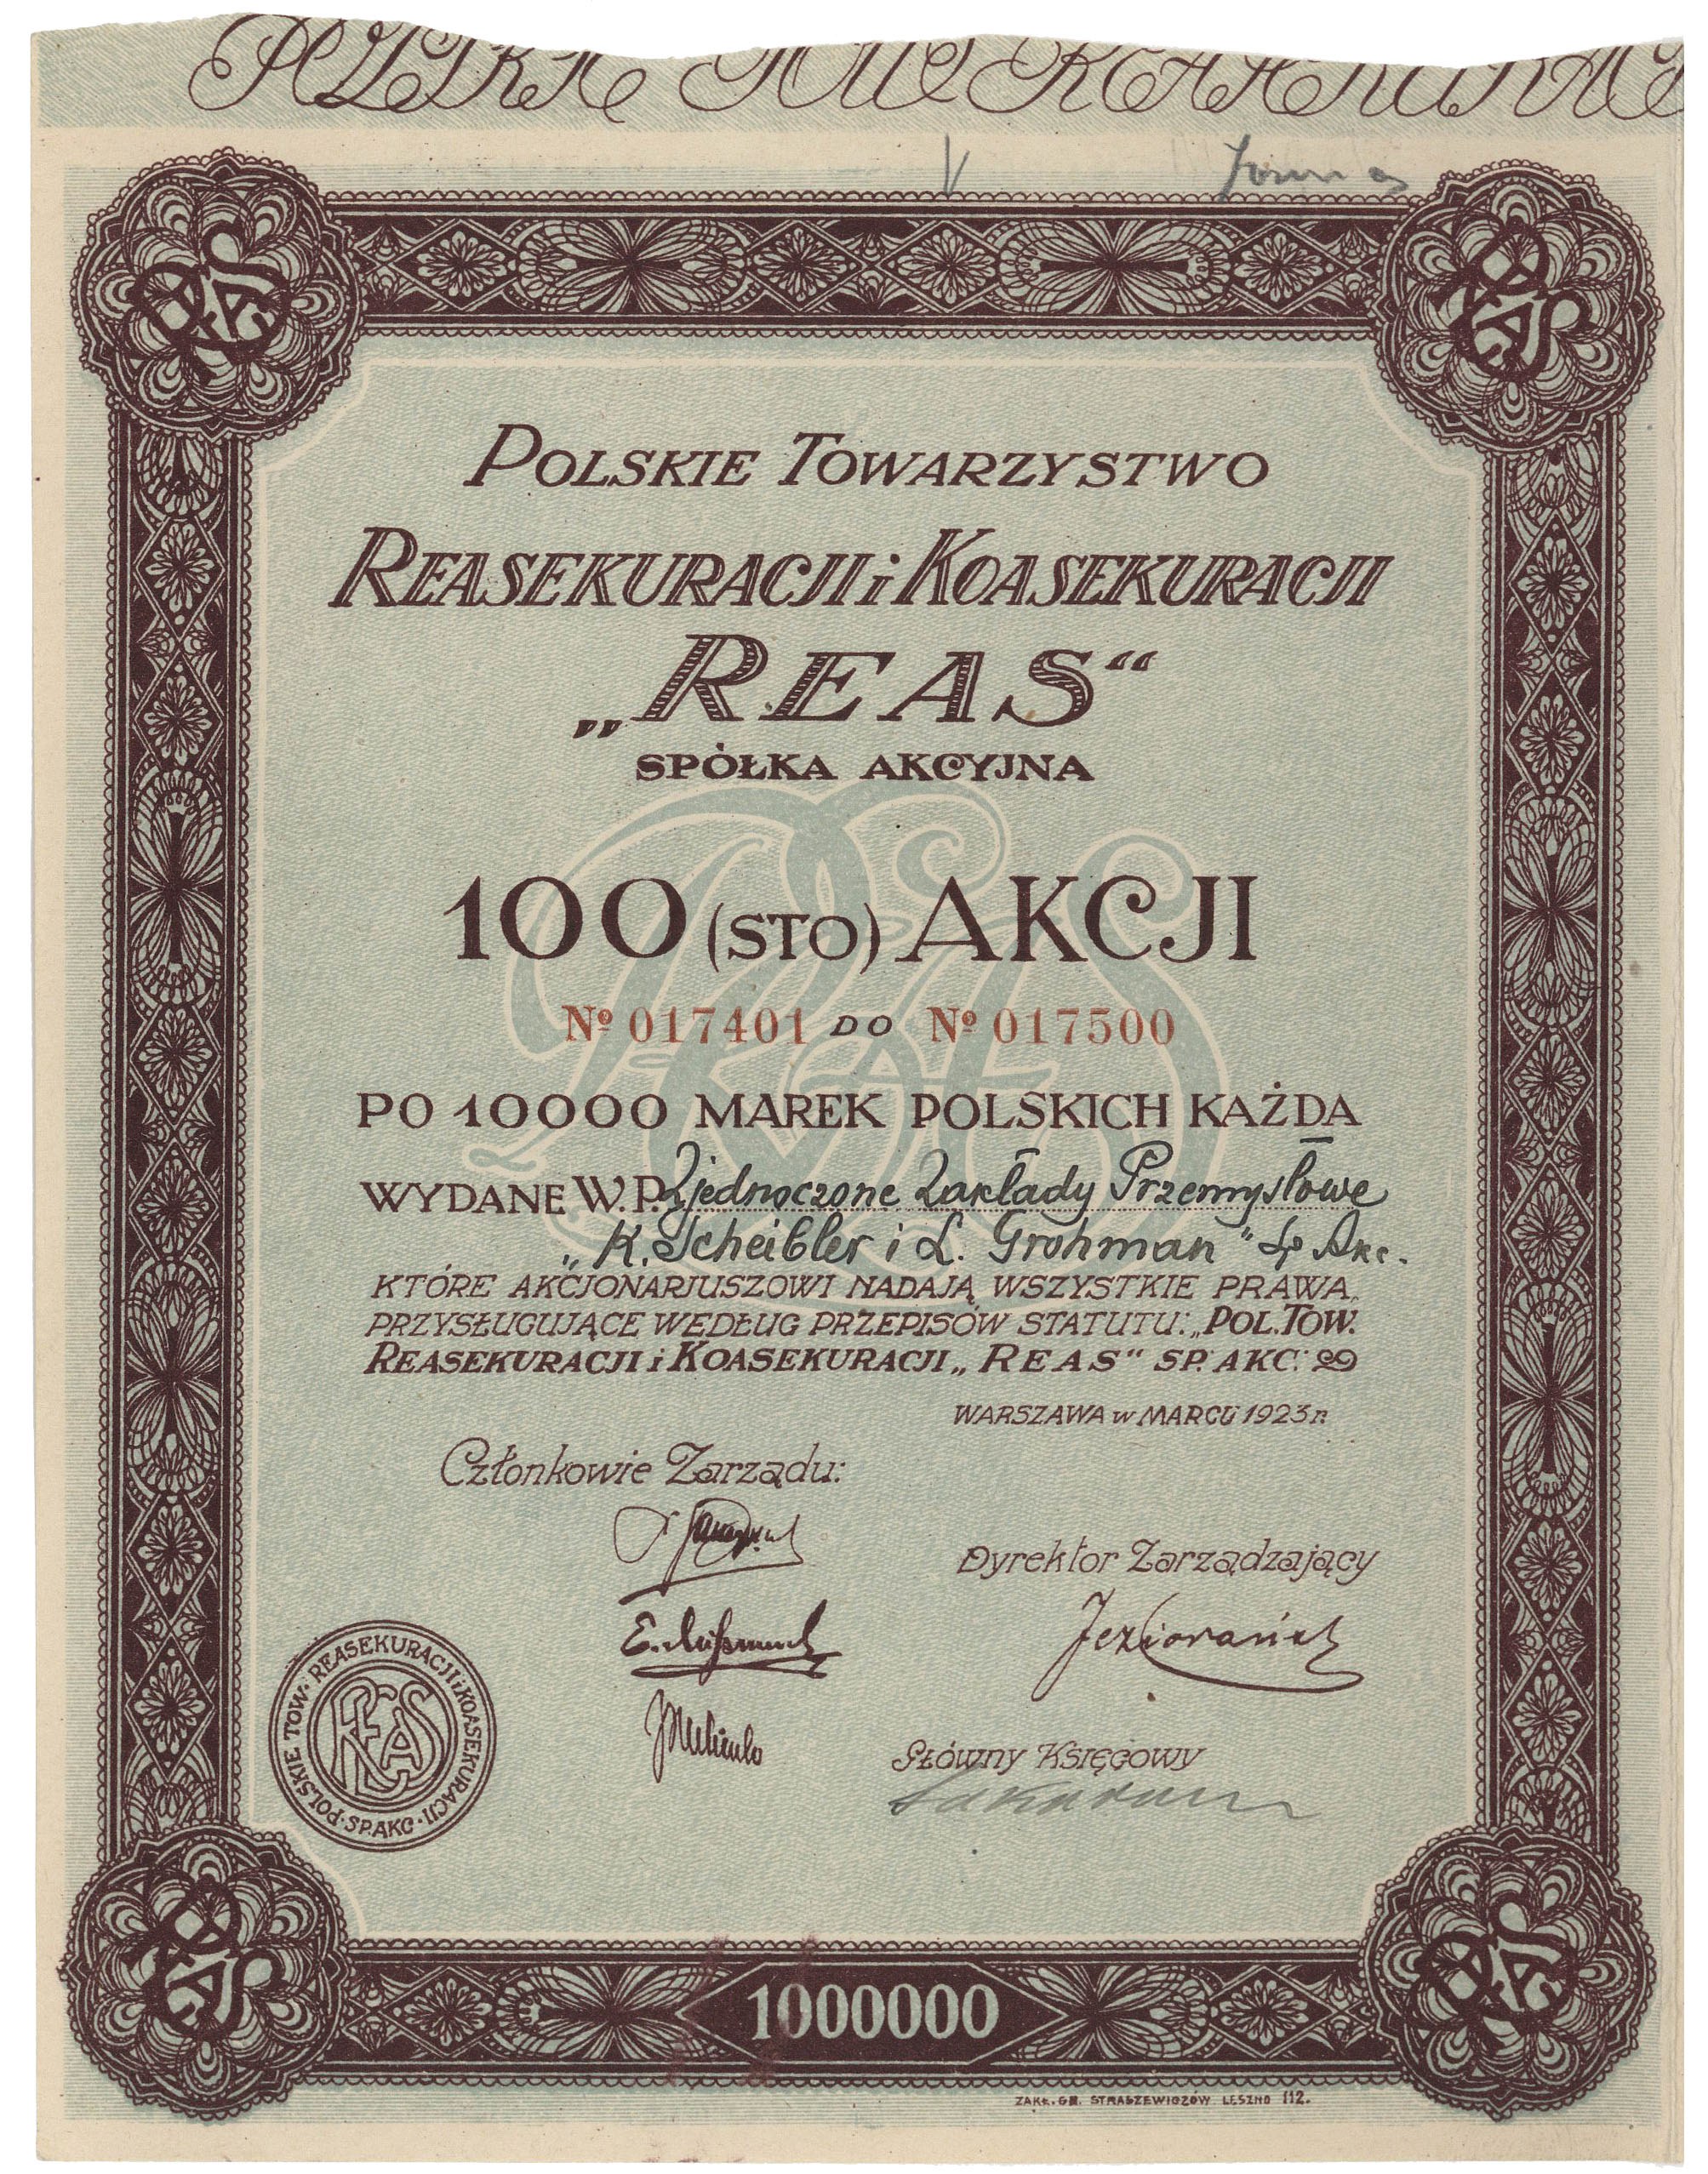 POLSKIE TOWARZYSTWO
REASEKURACJI i KOASEKURACJI
„REAS“
SPÓŁKA AKCYJNA
100 (STO) AKCJI
№ 017401 DO № 017500
PO 10000 MAREK POLSKICH KAŻDA
WYDANE W.P. Zjednoczone Zakłady Przemysłowe
„K. Scheibler i L. Grohman“ Sp Akc.
KTÓRE AKCJONARJUSZOWI NADAJĄ WSZYSTKIE PRAWA,
PRZYSŁUGUJĄCE WEDŁUG PRZEPISÓW STATUTU: „POL. TOW.
REASEKURACJI i KOASEKURACJI „REAS“ SP. AKC.
WARSZAWA w MARCU 1923 r.
Członkowie Zarządu:
Dyrektor Zarządzający
Jeziorański
Główny Księgowy
POLSKIE TOW. REASEKURACJI i KOASEKURACJI · SP. AKC ·
REAS
1000000
ZAKŁ. GR. STRASZEWICZÓW LESZNO 112.